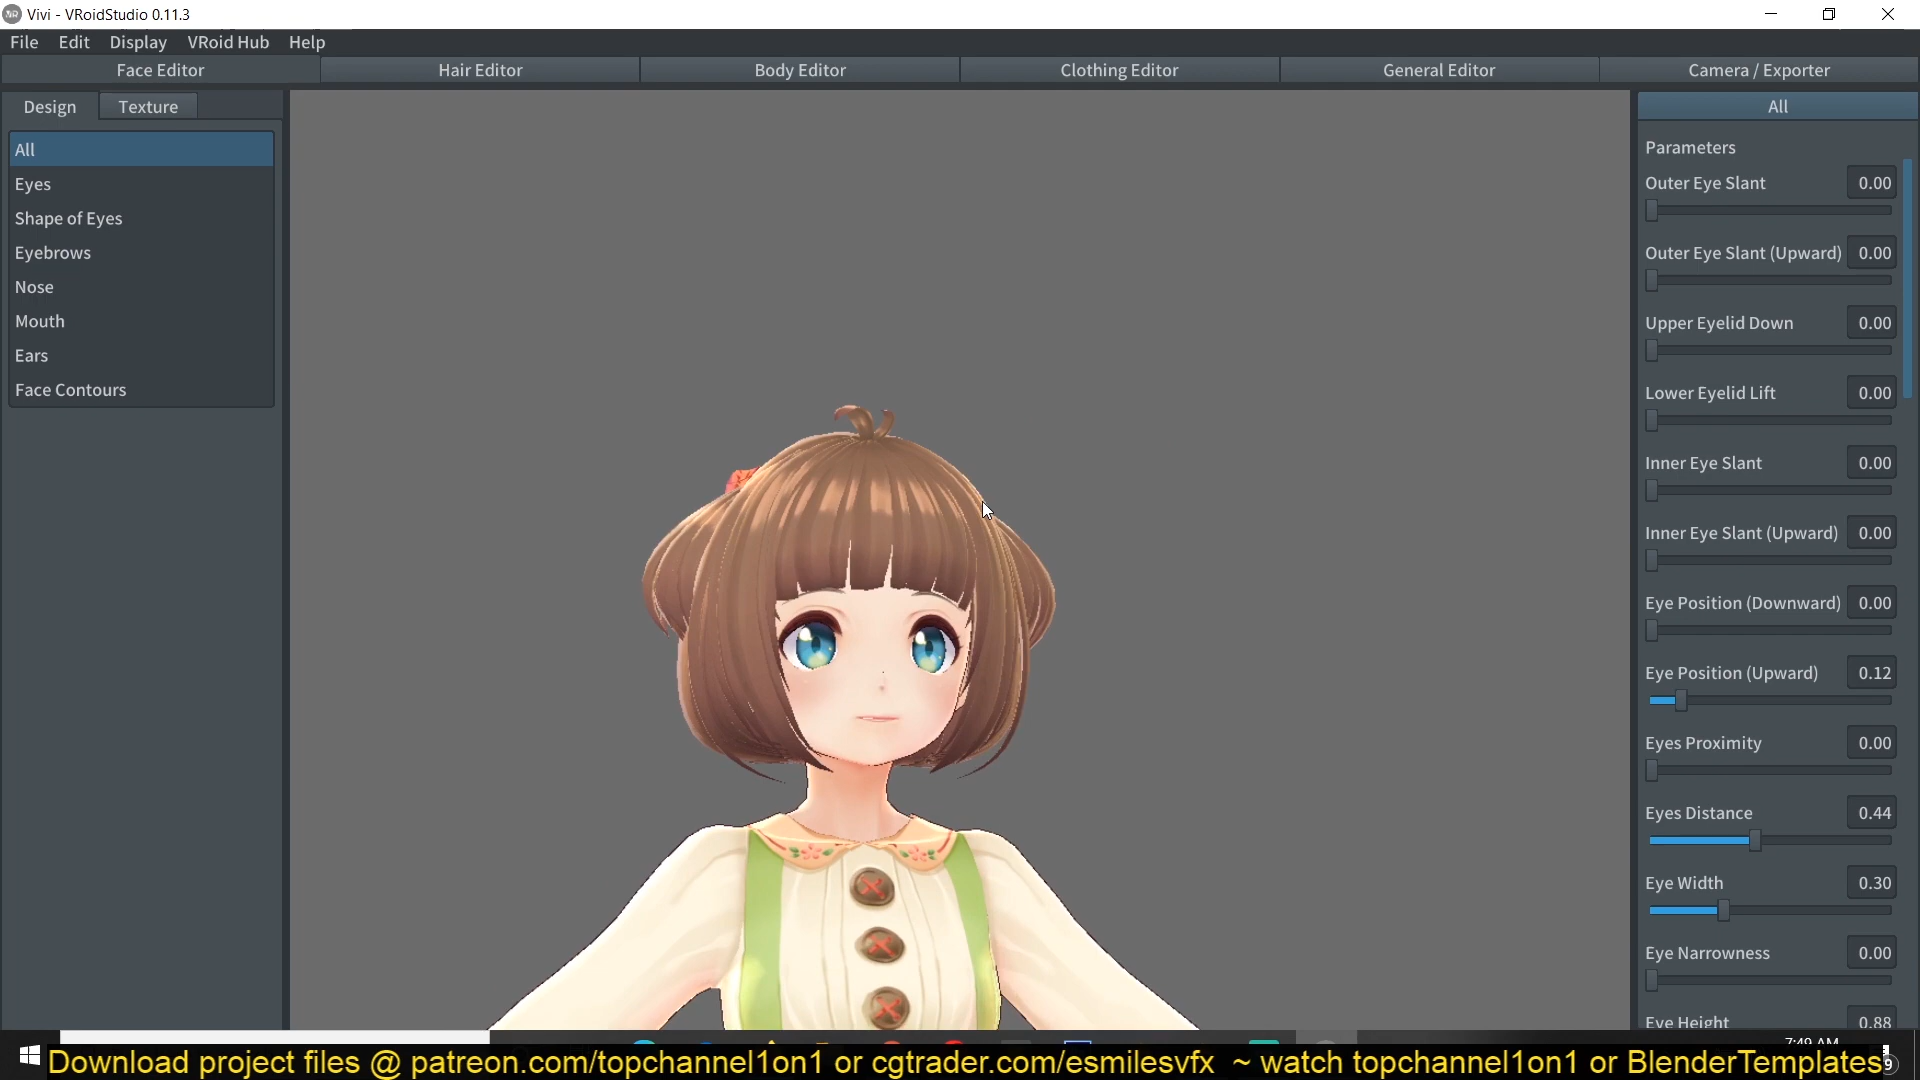 Vivi - VRoidStudio 0.11.3
File Edit Display VRoid Hub Help
Face Editor Hair Editor Body Editor Clothing Editor General Editor Camera / Exporter
Design Texture
All
Eyes
Shape of Eyes
Eyebrows
Nose
Mouth
Ears
Face Contours
All
Parameters
Outer Eye Slant 0.00
Outer Eye Slant (Upward) 0.00
Upper Eyelid Down 0.00
Lower Eyelid Lift 0.00
Inner Eye Slant 0.00
Inner Eye Slant (Upward) 0.00
Eye Position (Downward) 0.00
Eye Position (Upward) 0.12
Eyes Proximity 0.00
Eyes Distance 0.44
Eye Width 0.30
Eye Narrowness 0.00
Eye Height 0.88
7:49 AM
Download project files @ patreon.com/topchannel1on1 or cgtrader.com/esmilesvfx ~ watch topchannel1on1 or BlenderTemplates